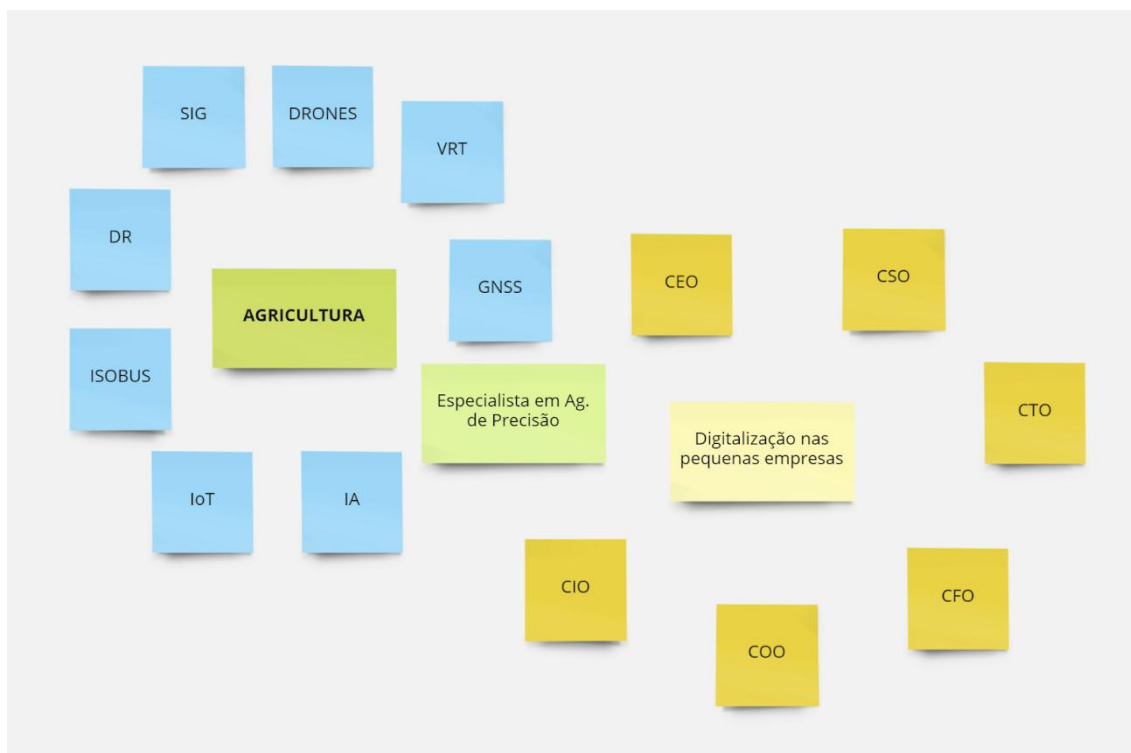 SIG
DRONES
VRT
DR
AGRICULTURA
GNSS
CEO
CSO
ISOBUS
Especialista em Ag.
de Precisão
CTO
Digitalização nas
pequenas empresas
IoT
IA
CIO
COO
CFO